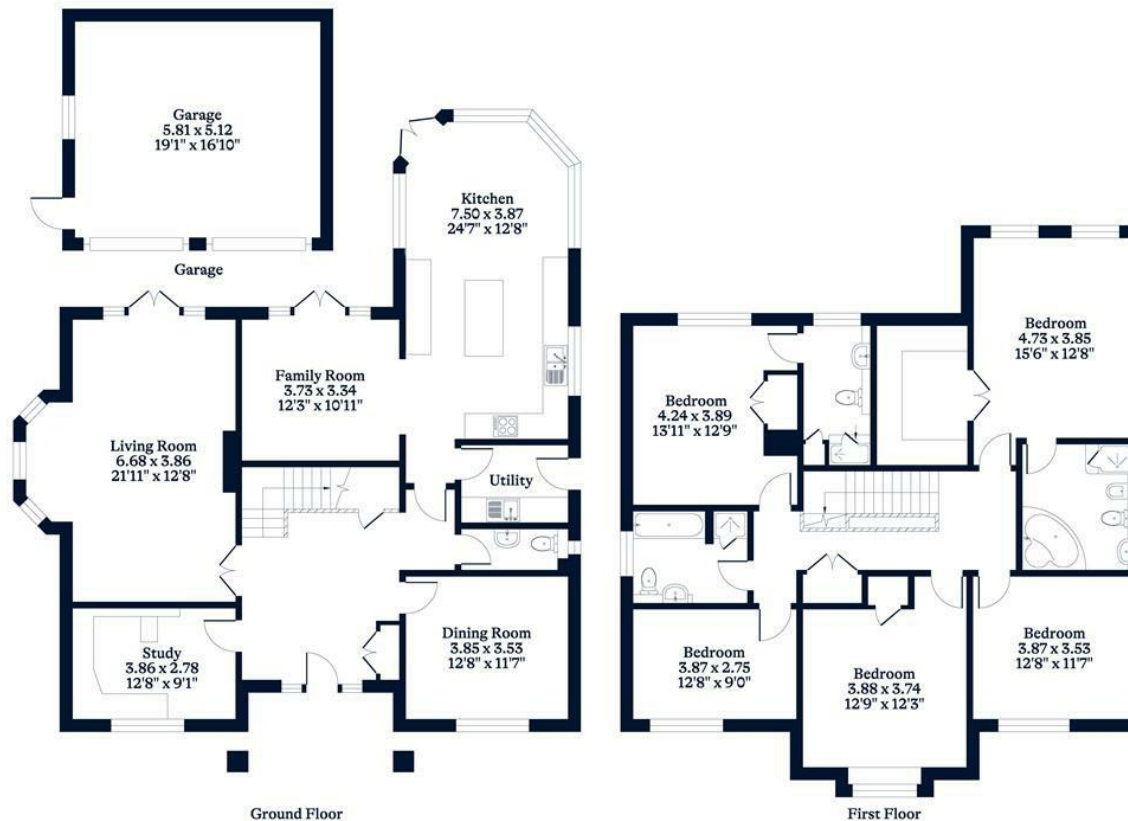 Garage
5.81 x 5.12
19'1" x 16'10"
Garage
Kitchen
7.50 x 3.87
24'7" x 12'8"
Family Room
3.73 x 3.34
12'3" x 10'11"
Living Room
6.68 x 3.86
21'11" x 12'8"
Utility
Study
3.86 x 2.78
12'8" x 9'1"
Dining Room
3.85 x 3.53
12'8" x 11'7"
Ground Floor
Bedroom
4.73 x 3.85
15'6" x 12'8"
Bedroom
4.24 x 3.89
13'11" x 12'9"
Bedroom
3.87 x 2.75
12'8" x 9'0"
Bedroom
3.88 x 3.74
12'9" x 12'3"
Bedroom
3.87 x 3.53
12'8" x 11'7"
First Floor